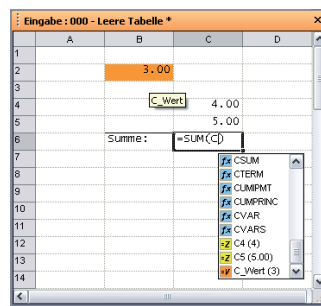 Eingabe : 000 - Leere Tabelle *
A B C D
1
2 3.00
3
C_Wert
4 4.00
5 5.00
6 Summe: =SUM(C)
7 CSUM
8 CTERM
9 CUMIPMT
10 CUMPRINC
11 CVAR
CVARS
12 =Z C4 (4)
13 =Z C5 (5.00)
14 =V C_Wert (3)